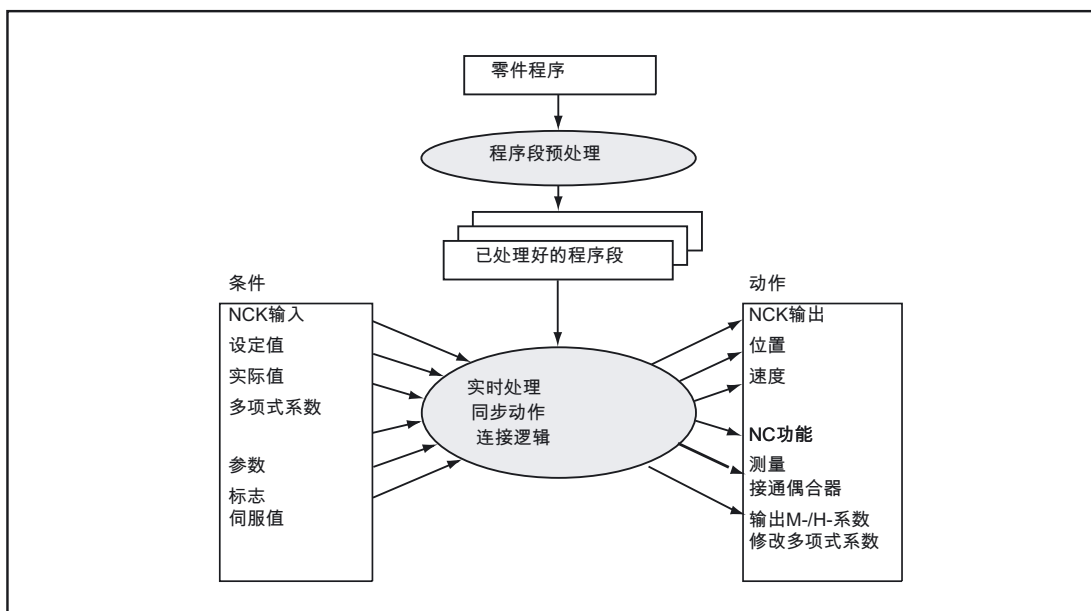 零件程序
程序段预处理
已处理好的程序段
条件
NCK输入
设定值
实际值
多项式系数
参数
标志
伺服值
实时处理
同步动作
连接逻辑
动作
NCK输出
位置
速度
NC功能
测量
接通偶合器
输出M-/H-系数
修改多项式系数